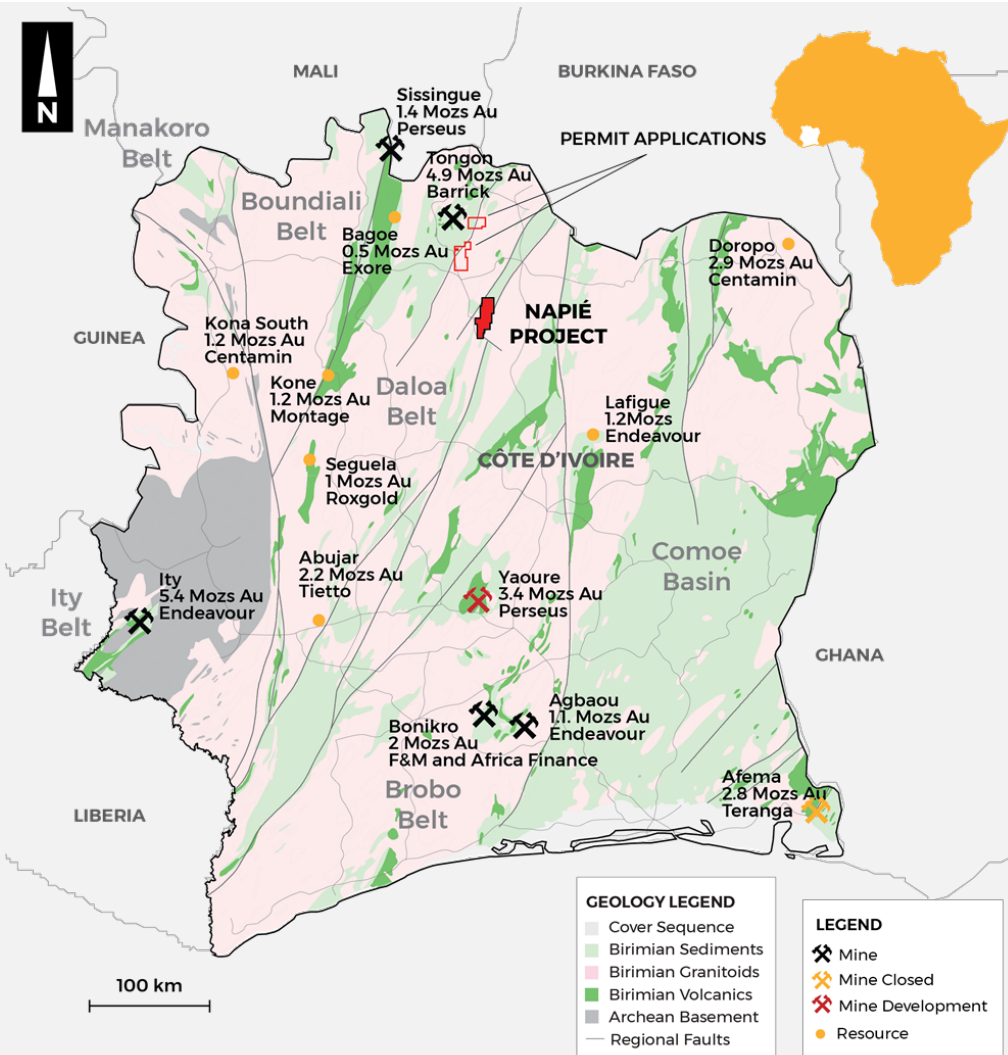 N
MALI
BURKINA FASO
Sissingue
1.4 Mozs Au
Perseus
Manakoro
Belt
PERMIT APPLICATIONS
Tongon
4.9 Mozs Au
Barrick
Boundiali
Belt
Bagoe
0.5 Mozs Au
Exore
Doropo
2.9 Mozs Au
Centamin
NAPIÉ
PROJECT
GUINEA
Kona South
1.2 Mozs Au
Centamin
Kone
1.2 Mozs Au
Montage
Daloa
Belt
Lafigue
1.2Mozs
Endeavour
CÔTE D'IVOIRE
Seguela
1 Mozs Au
Roxgold
Comoe
Basin
Abujar
2.2 Mozs Au
Tietto
Ity
Belt
Ity
5.4 Mozs Au
Endeavour
Yaoure
3.4 Mozs Au
Perseus
GHANA
Agbaou
1.1. Mozs Au
Endeavour
Bonikro
2 Mozs Au
F&M and Africa Finance
Brobo
Belt
Afema
2.8 Mozs Au
Teranga
LIBERIA
GEOLOGY LEGEND
Cover Sequence
Birimian Sediments
Birimian Granitoids
Birimian Volcanics
Archean Basement
Regional Faults
LEGEND
Mine
Mine Closed
Mine Development
Resource
100 km